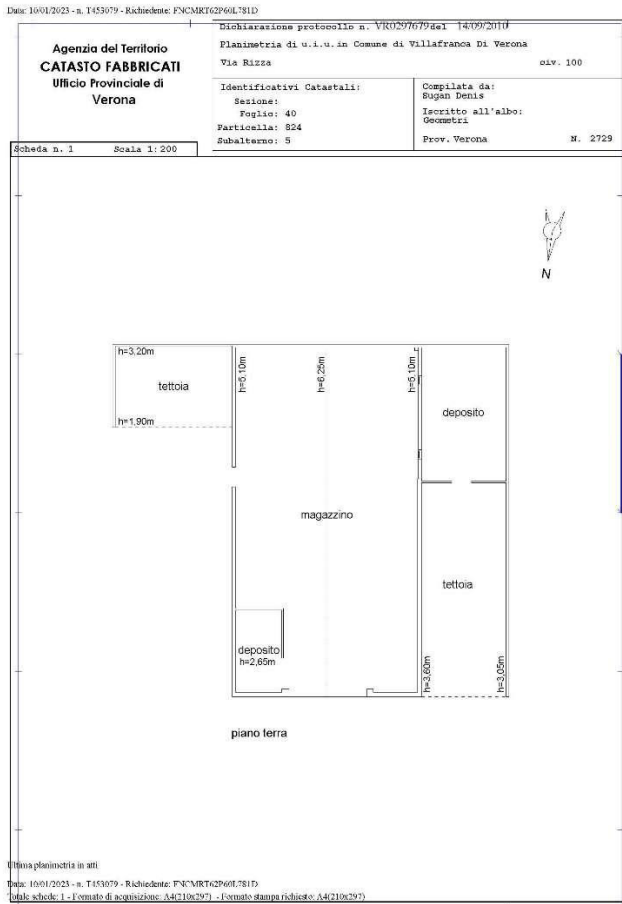 Data: 10/01/2023 - n. T453079 - Richiedente: FNCMRT62P60L781D
Agenzia del Territorio
CATASTO FABBRICATI
Ufficio Provinciale di
Verona
Dichiarazione protocollo n. VR0297679 del 14/09/2010
Planimetria di u.i.u. in Comune di Villafranca Di Verona
Via Rizza civ. 100
Identificativi Catastali:
Sezione:
Foglio: 40
Particella: 824
Subalterno: 5
Compilata da:
Sugan Denis
Iscritto all'albo:
Geometri
Prov. Verona N. 2729
Scheda n. 1 Scala 1:200
N
h=3,20m
tettoia
h=1,90m
h=5,10m
h=6,25m
h=5,10m
deposito
magazzino
tettoia
deposito
h=2,65m
h=3,60m
h=3,05m
piano terra
Ultima planimetria in atti
Data: 10/01/2023 - n. T453079 - Richiedente: FNCMRT62P60L781D
Totale schede: 1 - Formato di acquisizione: A4(210x297) - Formato stampa richiesto: A4(210x297)